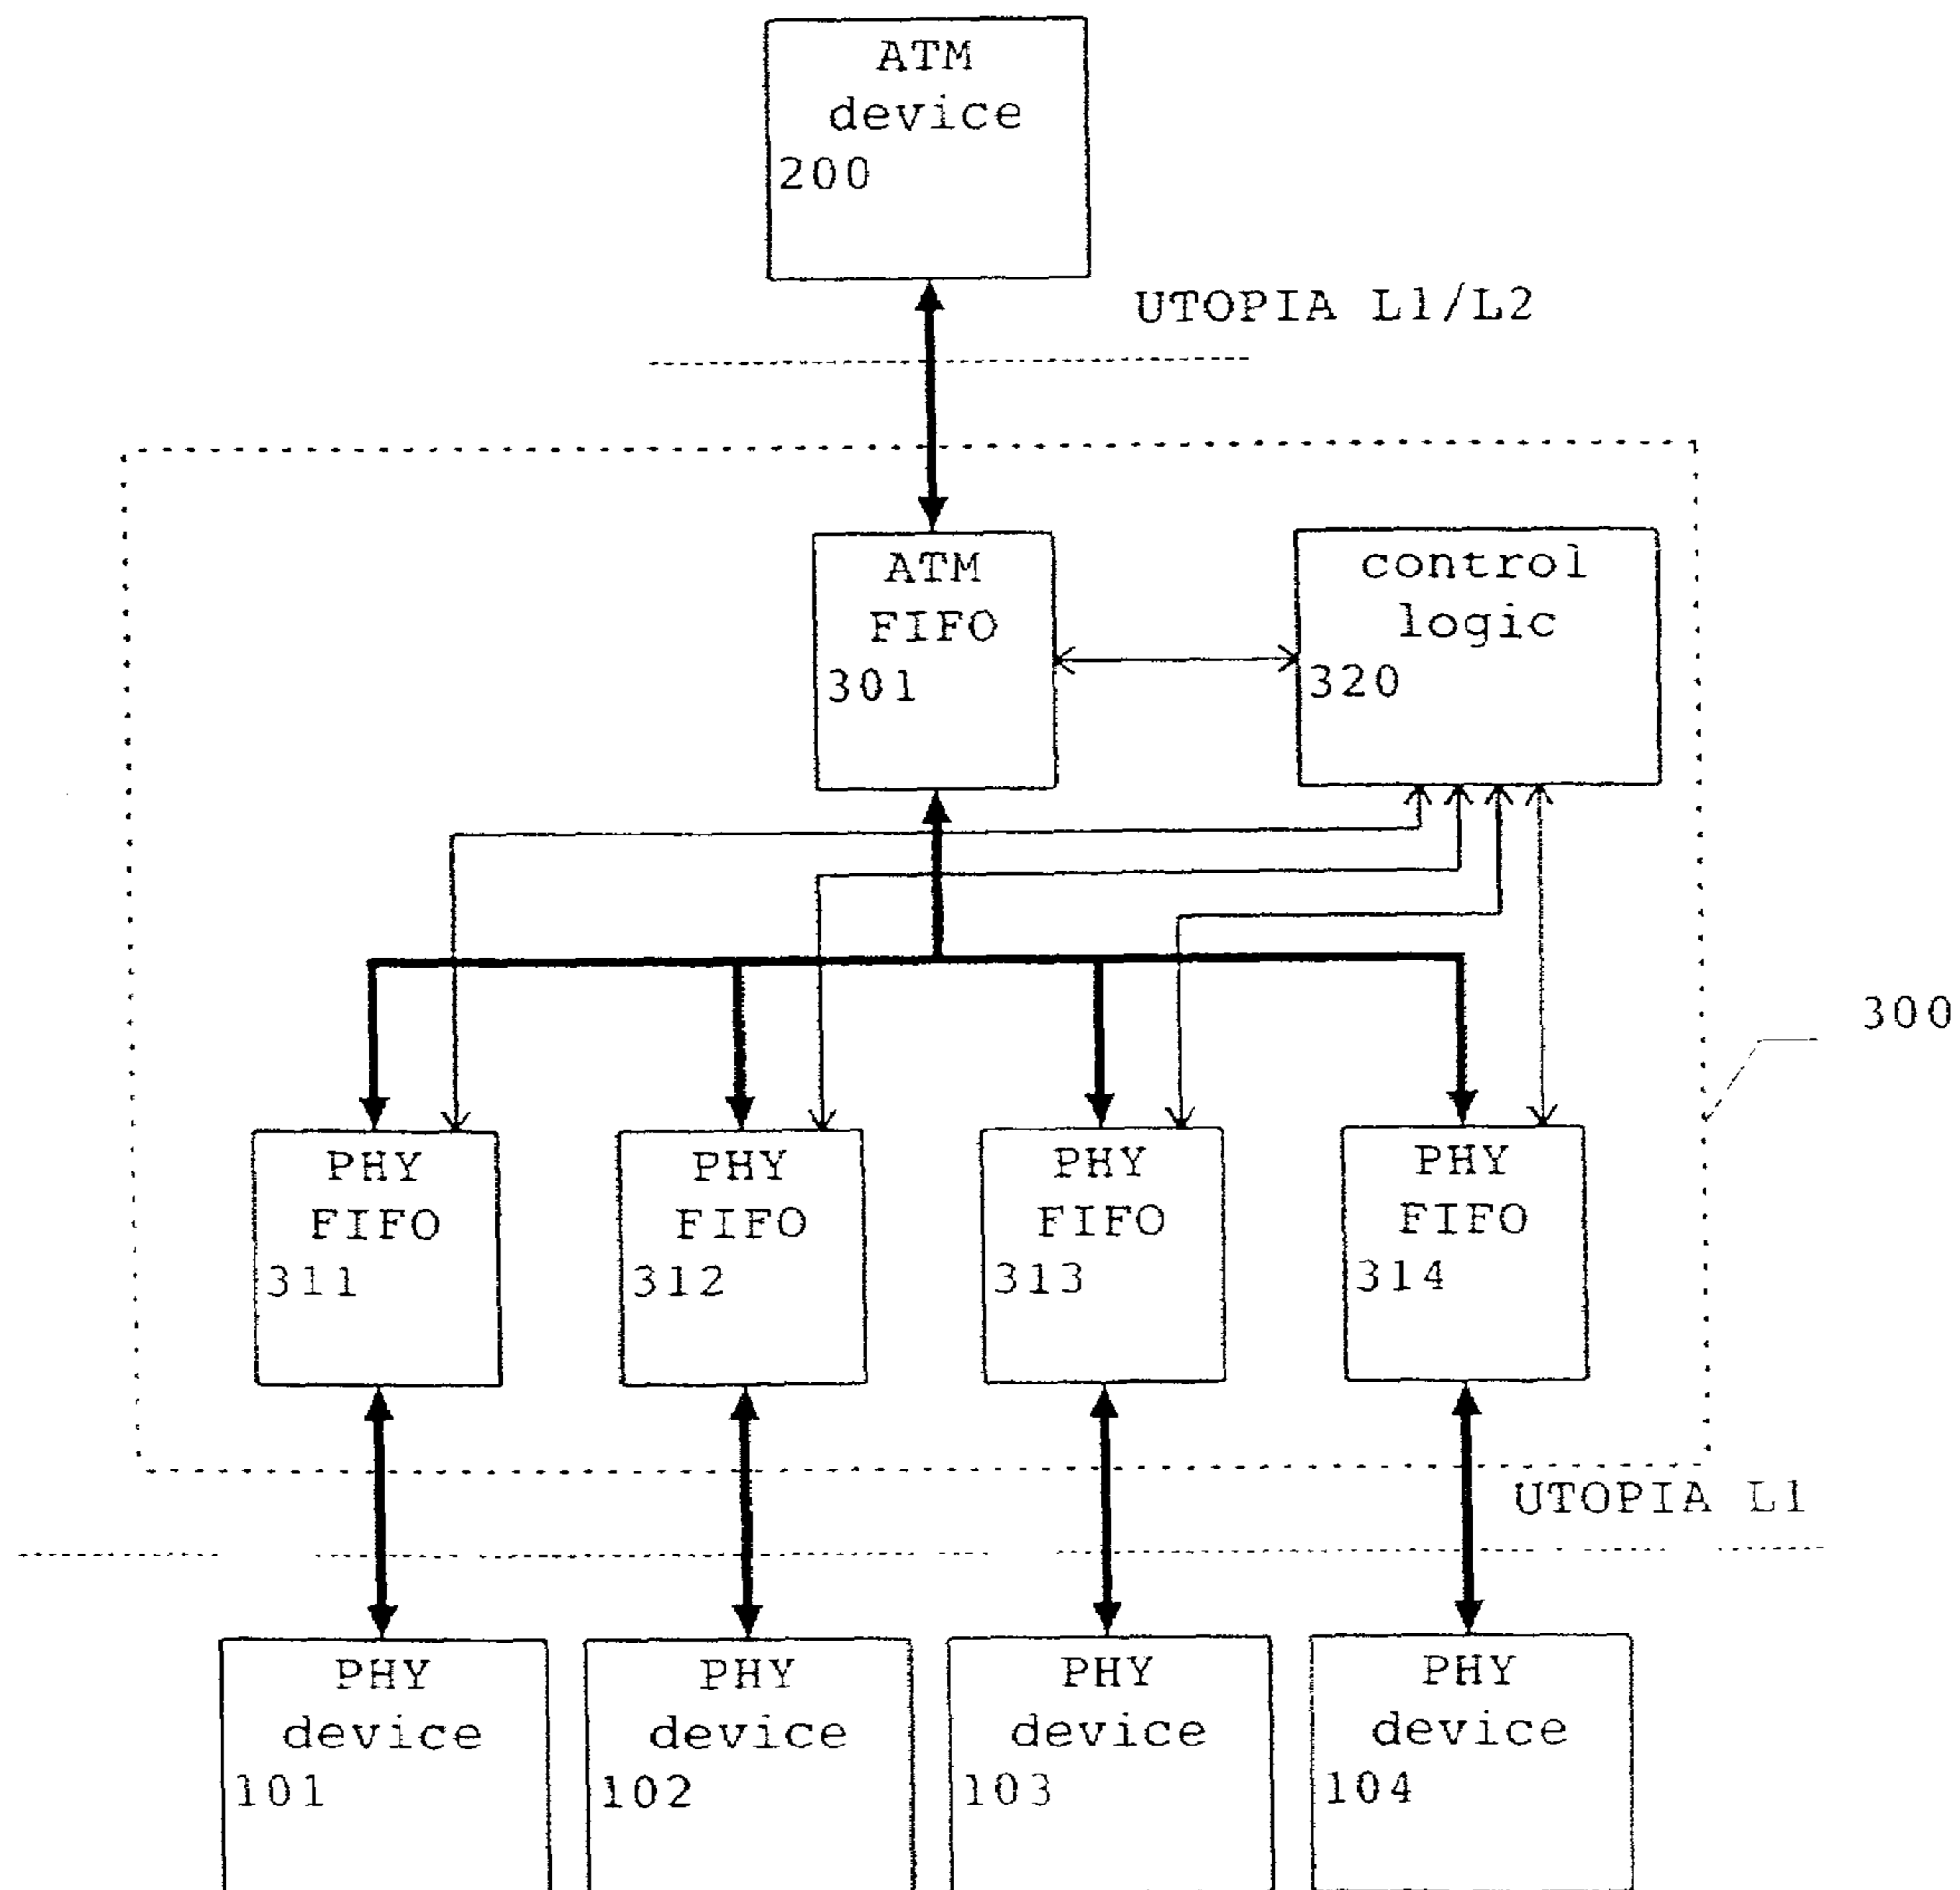 ATM
device
200
UTOPIA L1/L2
ATM
FIFO
301
control
logic
320
300
PHY
FIFO
311
PHY
FIFO
312
PHY
FIFO
313
PHY
FIFO
314
UTOPIA L1
PHY
device
101
PHY
device
102
PHY
device
103
PHY
device
104